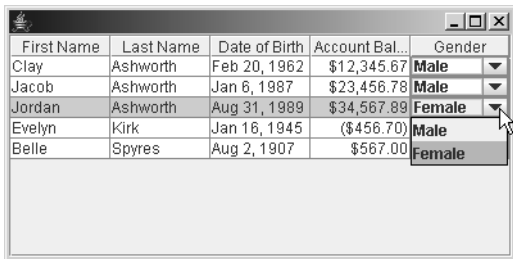 First Name Last Name Date of Birth Account Bal... Gender
Clay Ashworth Feb 20, 1962 $12,345.67 Male
Jacob Ashworth Jan 6, 1987 $23,456.78 Male
Jordan Ashworth Aug 31, 1989 $34,567.89 Female
Evelyn Kirk Jan 16, 1945 ($456.70) Male
Belle Spyres Aug 2, 1907 $567.00 Female